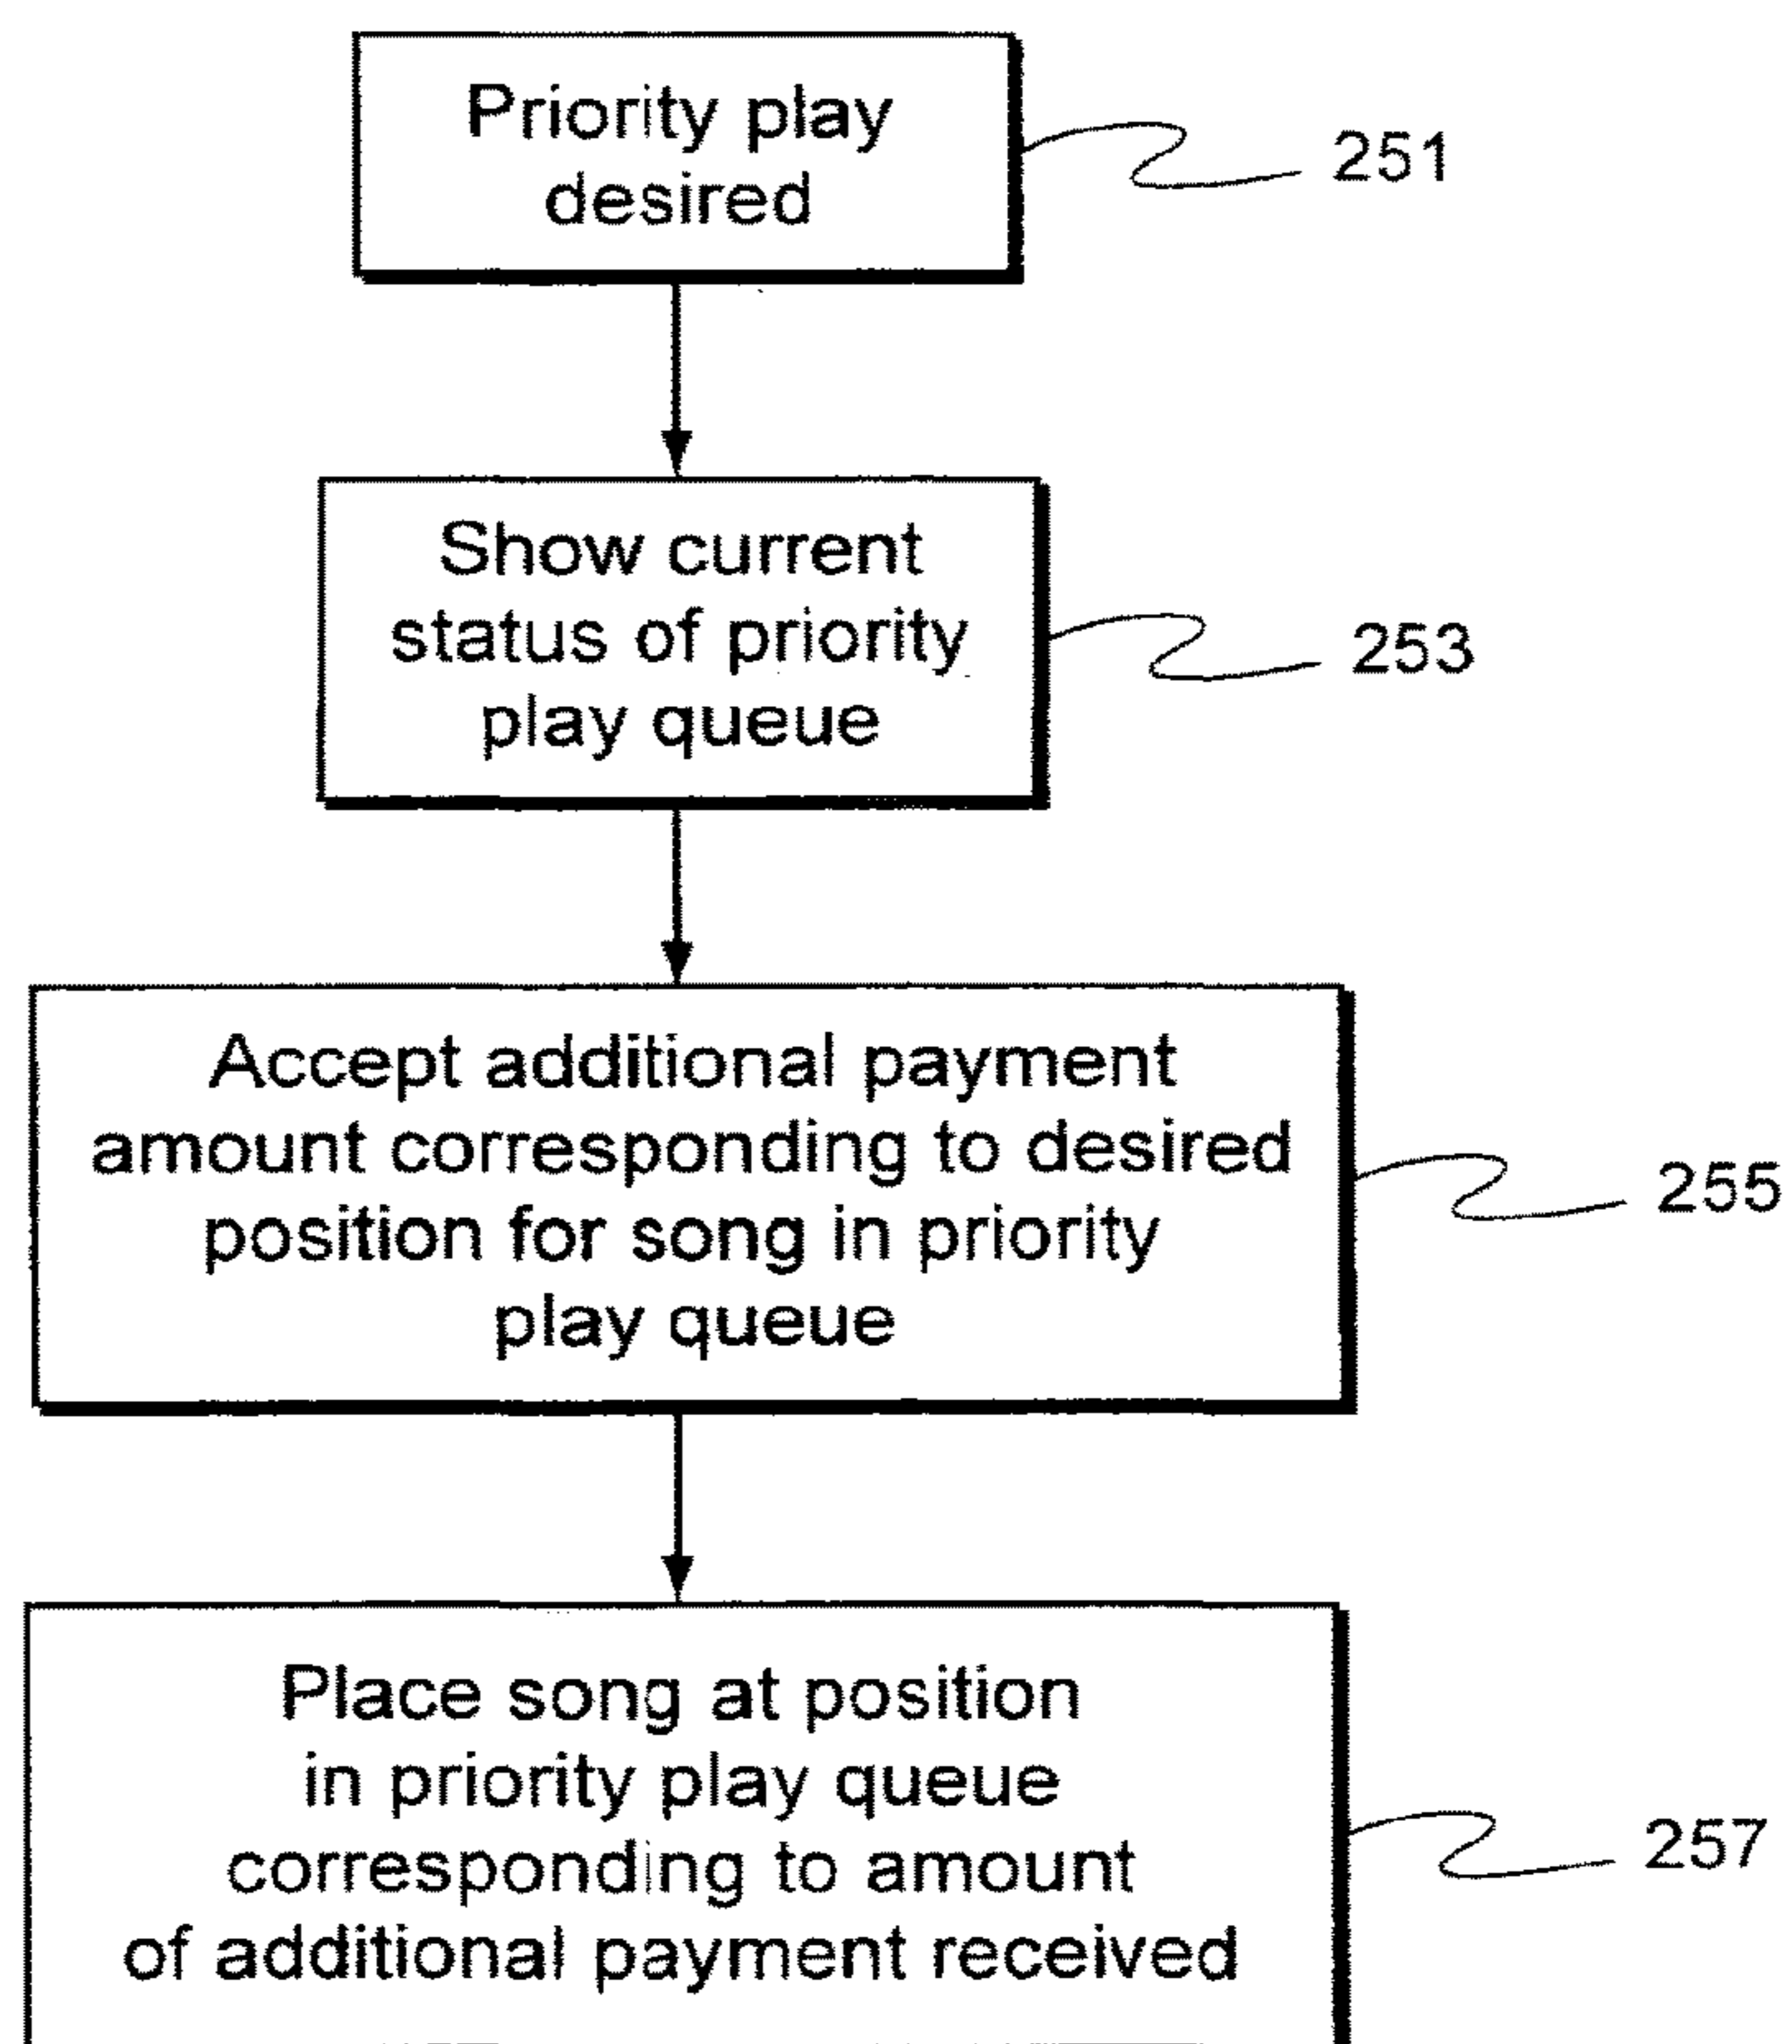 Priority play
desired
251
Show current
status of priority
play queue
253
Accept additional payment
amount corresponding to desired
position for song in priority
play queue
255
Place song at position
in priority play queue
corresponding to amount
of additional payment received
257